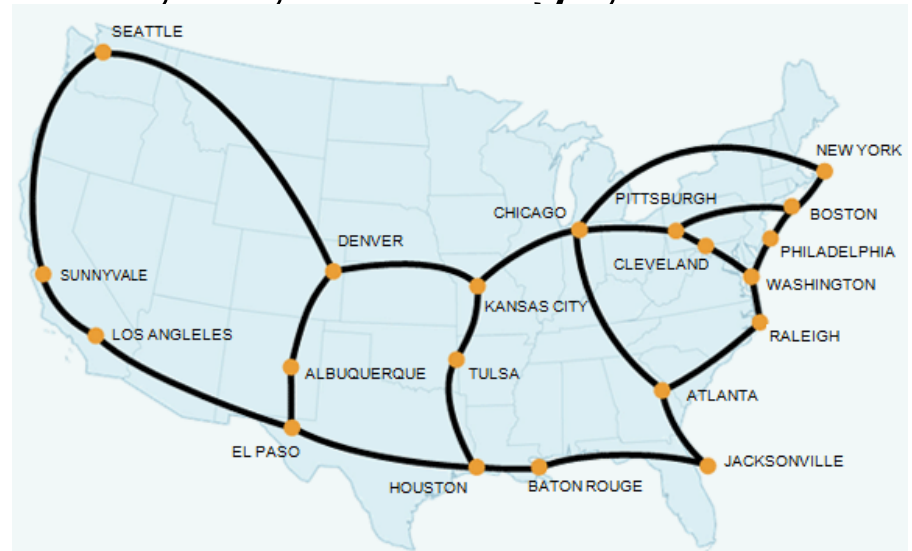 SEATTLE
NEW YORK
PITTSBURGH
CHICAGO
BOSTON
DENVER
PHILADELPHIA
CLEVELAND
SUNNYVALE
WASHINGTON
KANSAS CITY
LOS ANGLELES
RALEIGH
ALBUQUERQUE
TULSA
ATLANTA
EL PASO
JACKSONVILLE
HOUSTON
BATON ROUGE